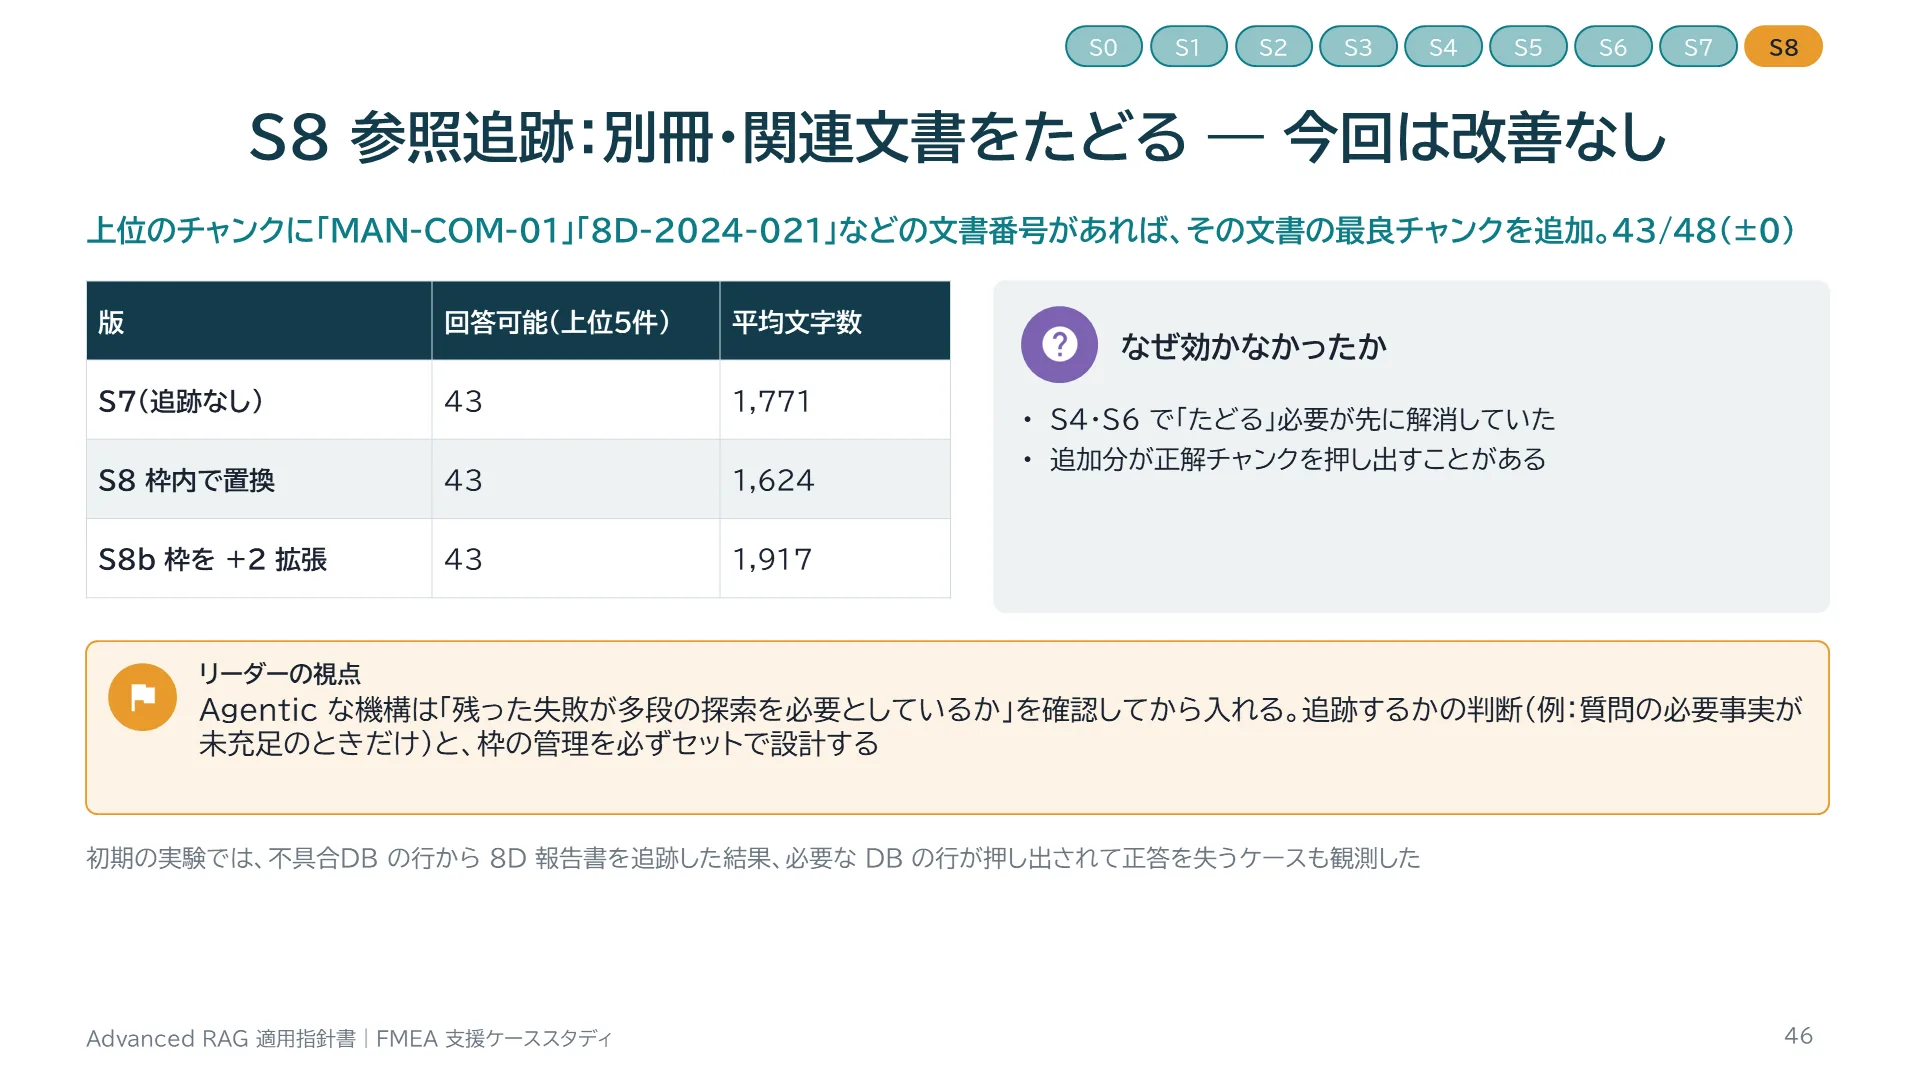 S0 S1 S2 S3 S4 S5 S6 S7 S8
S8 参照追跡：別冊・関連文書をたどる ― 今回は改善なし
上位のチャンクに「MAN-COM-01」「8D-2024-021」などの文書番号があれば、その文書の最良チャンクを追加。43/48（±0）
版 回答可能（上位5件） 平均文字数
S7（追跡なし） 43 1,771
S8 枠内で置換 43 1,624
S8b 枠を +2 拡張 43 1,917
なぜ効かなかったか
• S4・S6 で「たどる」必要が先に解消していた
• 追加分が正解チャンクを押し出すことがある
リーダーの視点
Agentic な機構は「残った失敗が多段の探索を必要としているか」を確認してから入れる。追跡するかの判断（例：質問の必要事実が
未充足のときだけ）と、枠の管理を必ずセットで設計する
初期の実験では、不具合DB の行から 8D 報告書を追跡した結果、必要な DB の行が押し出されて正答を失うケースも観測した
Advanced RAG 適用指針書｜FMEA 支援ケーススタディ
46